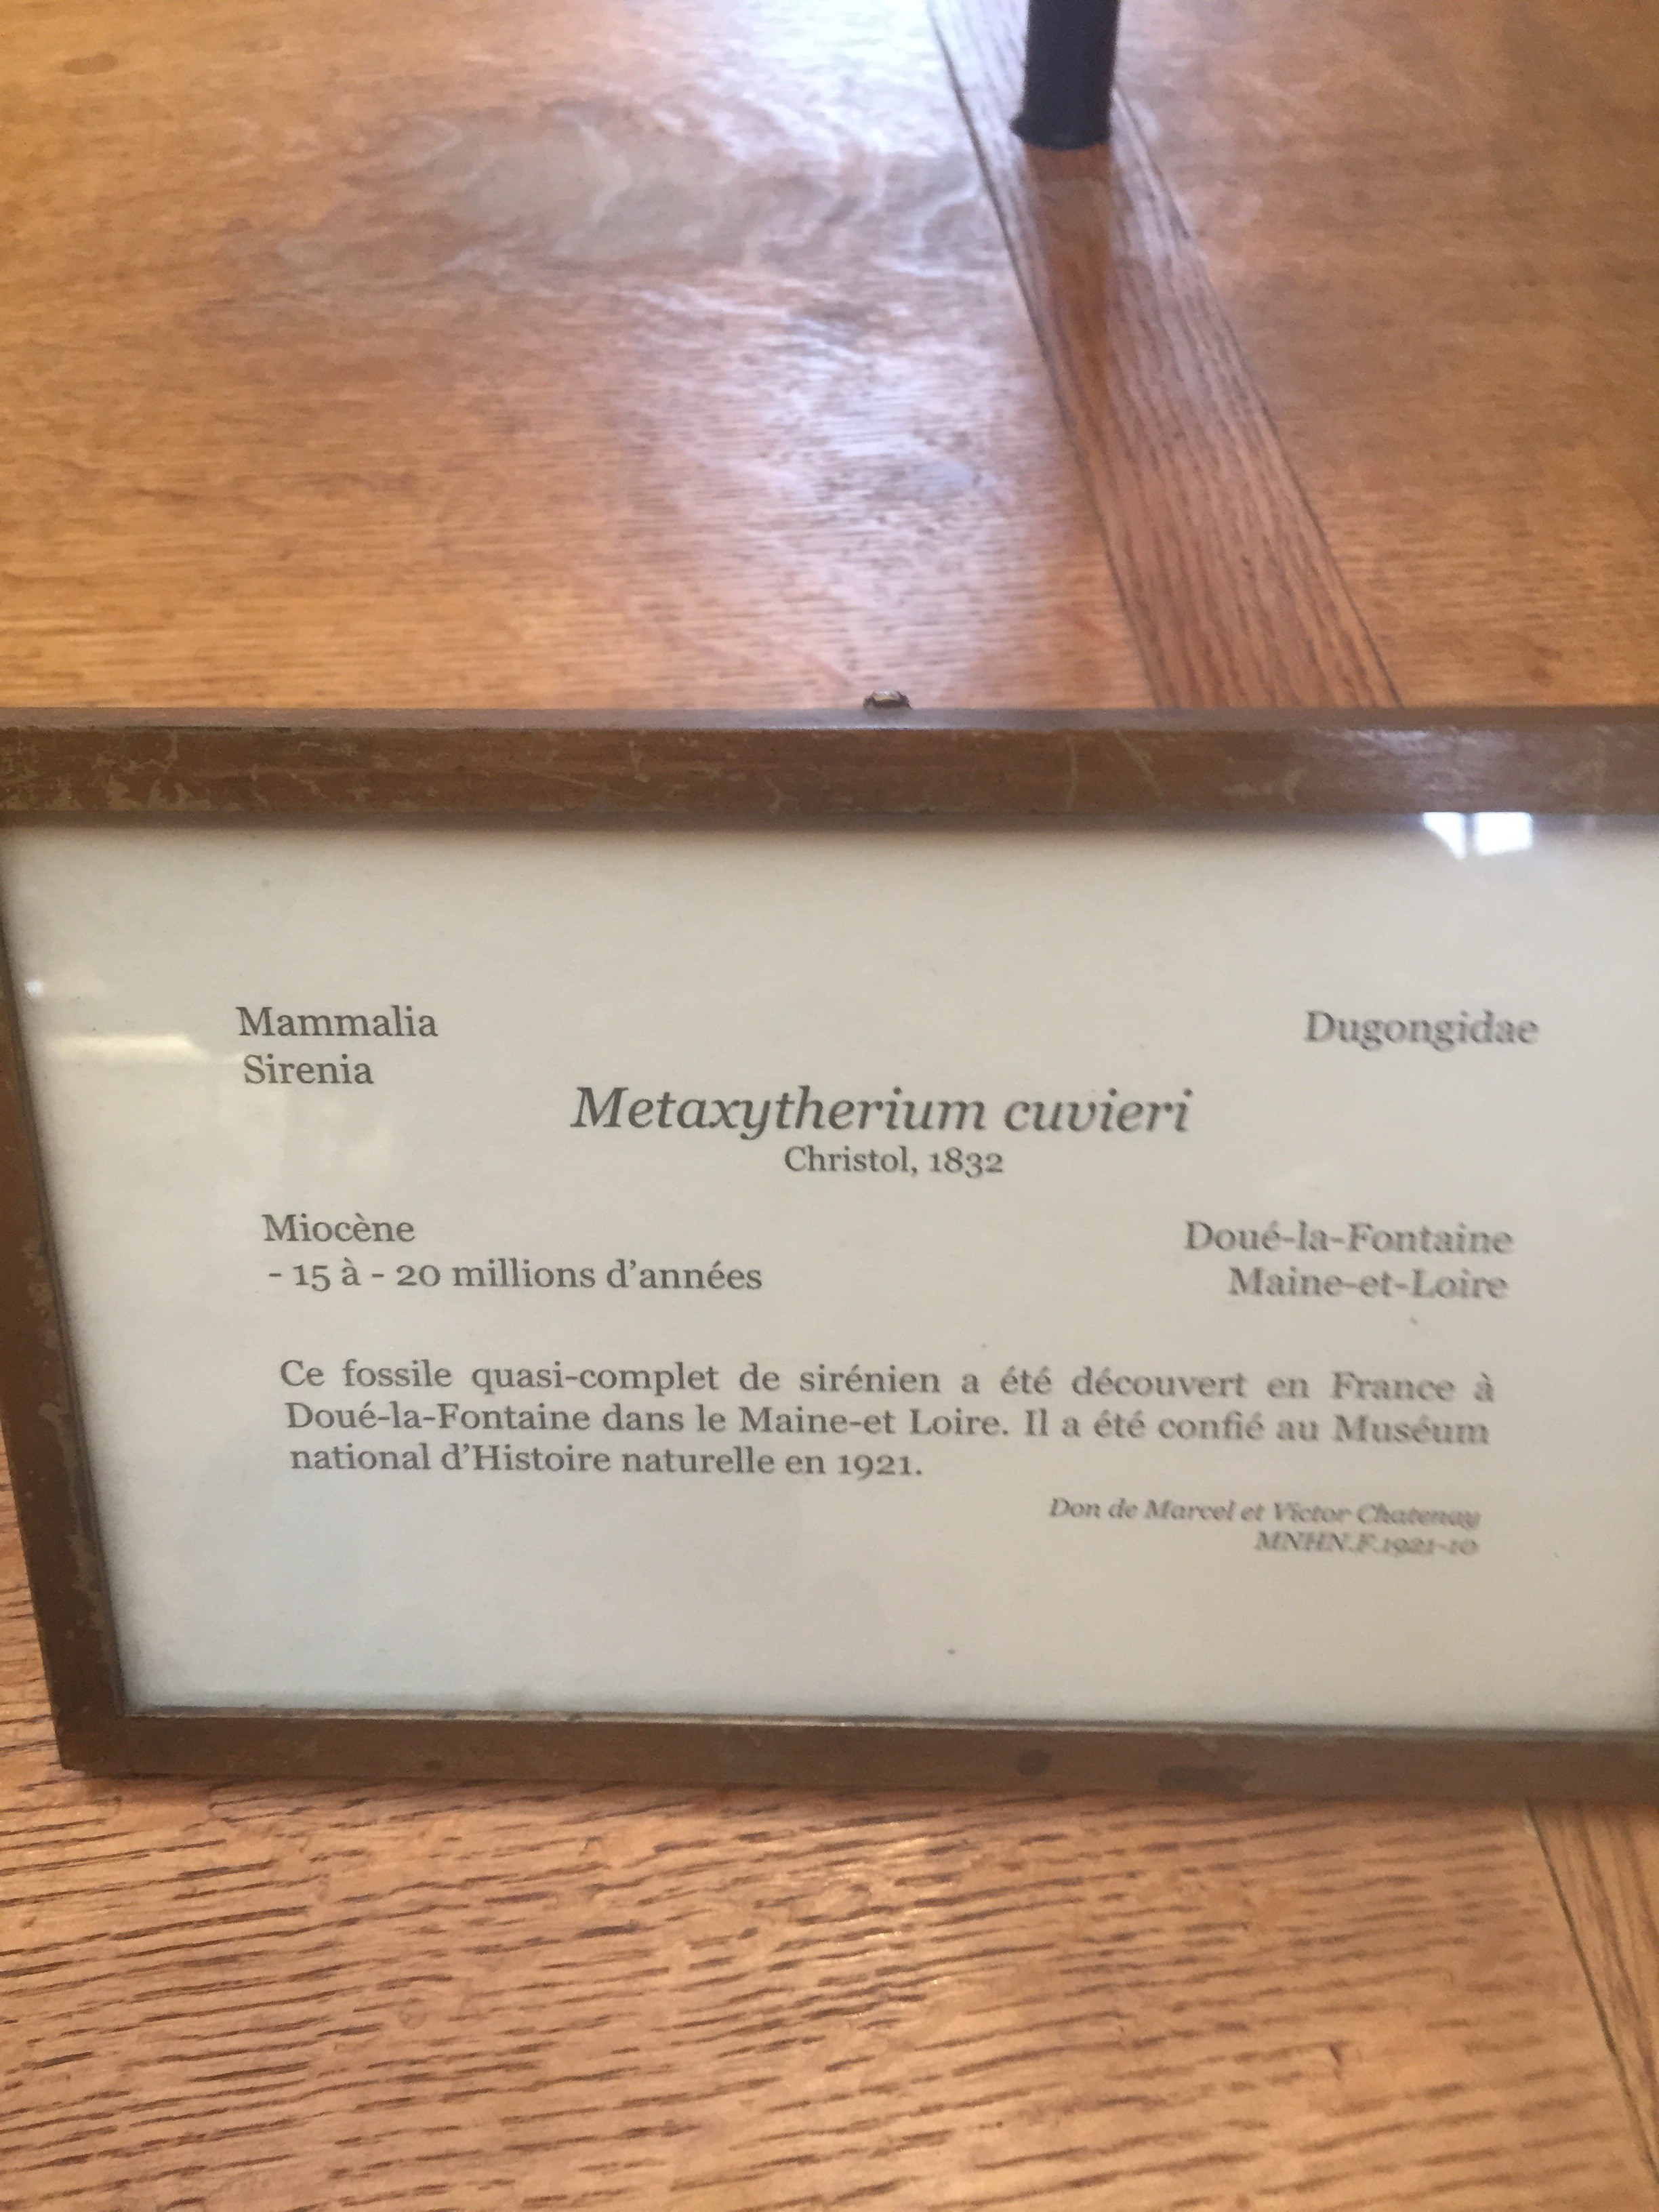 Mammalia
Dugongidae
Sirenia
Metaxytherium cuvieri
Christol, 1832
Miocène
Doué-la-Fontaine
- 15 à - 20 millions d'années
Maine-et-Loire
Ce fossile quasi-complet de sirénien a été découvert en France à
Doué-la-Fontaine dans le Maine-et Loire. Il a été confié au Muséum
national d'Histoire naturelle en 1921.
Don de Marcel et Victor Chatenay
MNHN.F.1921-10